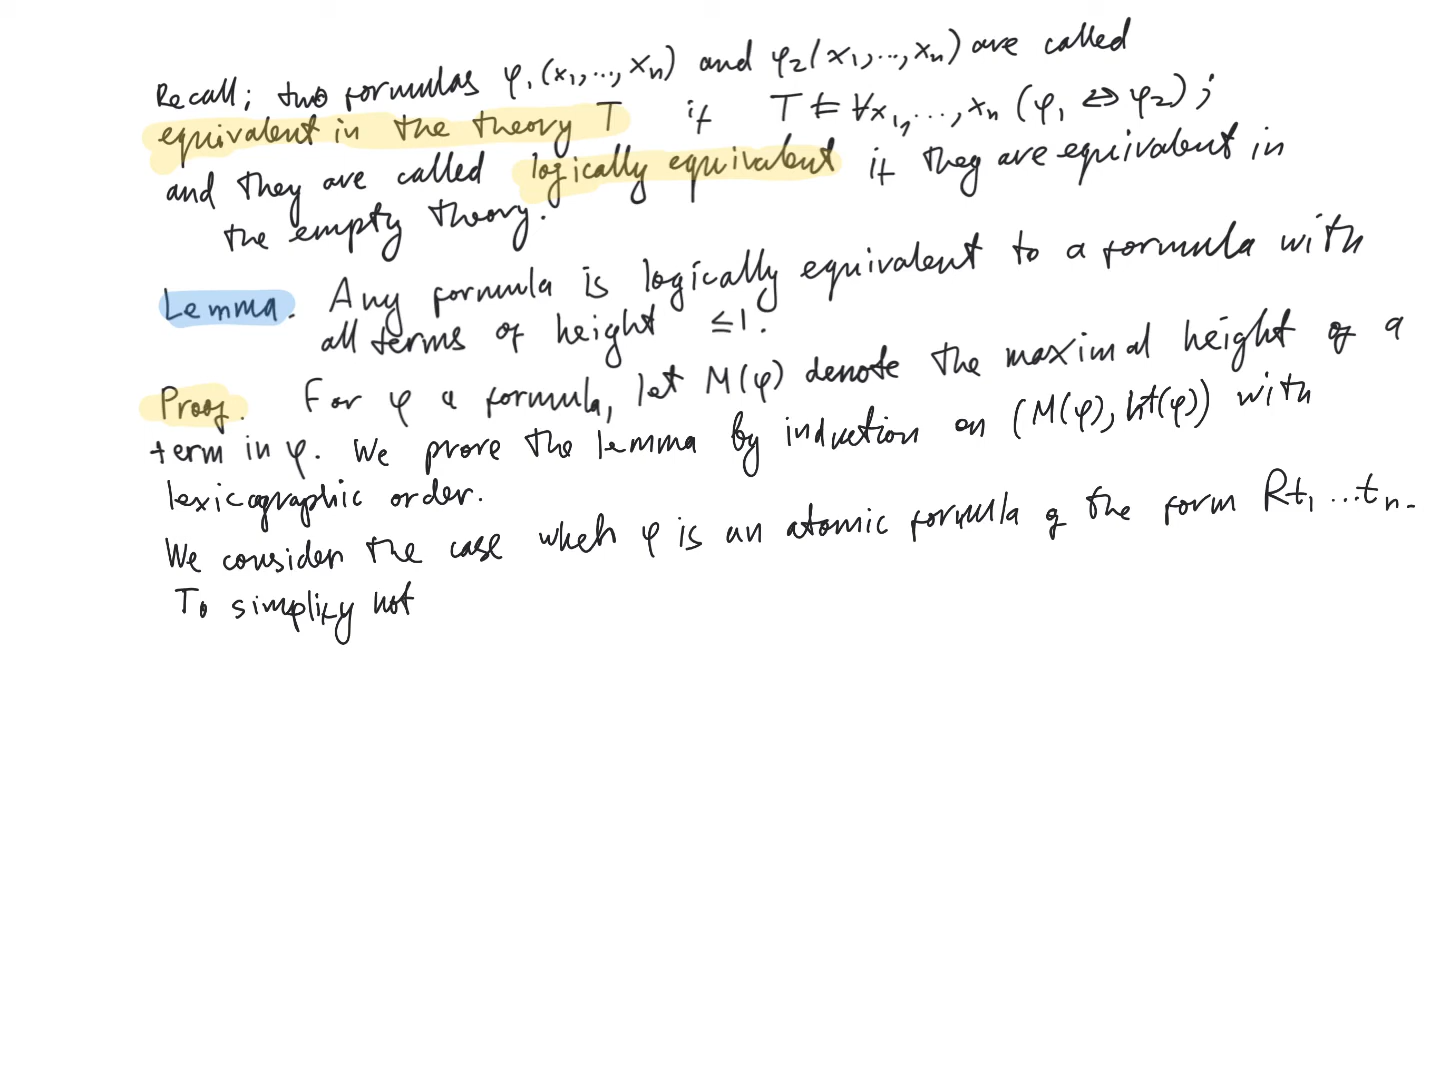 Recall; two formulas φ₁(x₁,...,xₙ) and φ₂(x₁,...,xₙ) are called
equivalent in the theory T if T ⊨ ∀x₁,...,xₙ (φ₁ ⇔ φ₂);
and they are called logically equivalent if they are equivalent in
the empty theory.
Lemma. Any formula is logically equivalent to a formula with
all terms of height ≤1.
Proof. For φ a formula, let M(φ) denote the maximal height of a
term in φ. We prove the lemma by induction on (M(φ), ht(φ)) with
lexicographic order.
We consider the case when φ is an atomic formula of the form Rt₁...tₙ.
To simplify not